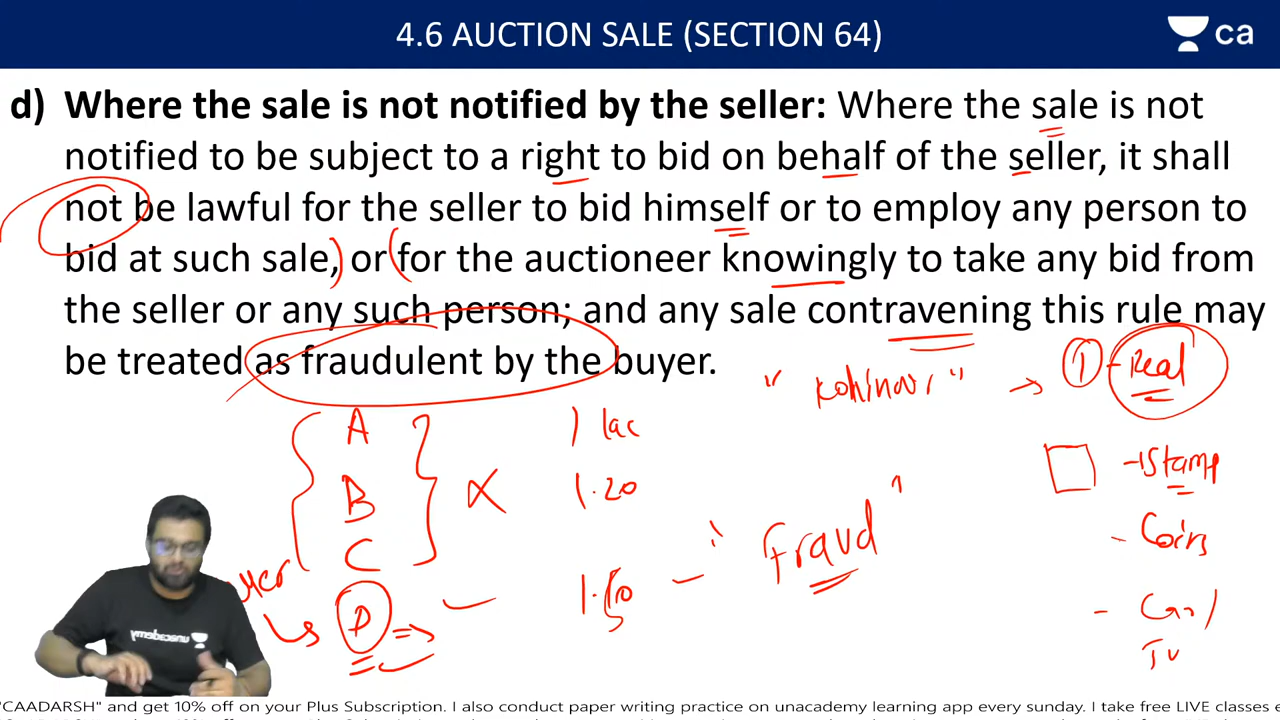 4.6 AUCTION SALE (SECTION 64)
ca
d) Where the sale is not notified by the seller: Where the sale is not
notified to be subject to a right to bid on behalf of the seller, it shall
not be lawful for the seller to bid himself or to employ any person to
bid at such sale, or for the auctioneer knowingly to take any bid from
the seller or any such person; and any sale contravening this rule may
be treated as fraudulent by the buyer.
"Kohinoor" → ① - Real
A 1 lac
- Stamp
B 1.20
- Coins
C
"Fraud"
D
unacademy
"CAADARSH" and get 10% off on your Plus Subscription. I also conduct paper writing practice on unacademy learning app every sunday. I take free LIVE classes e